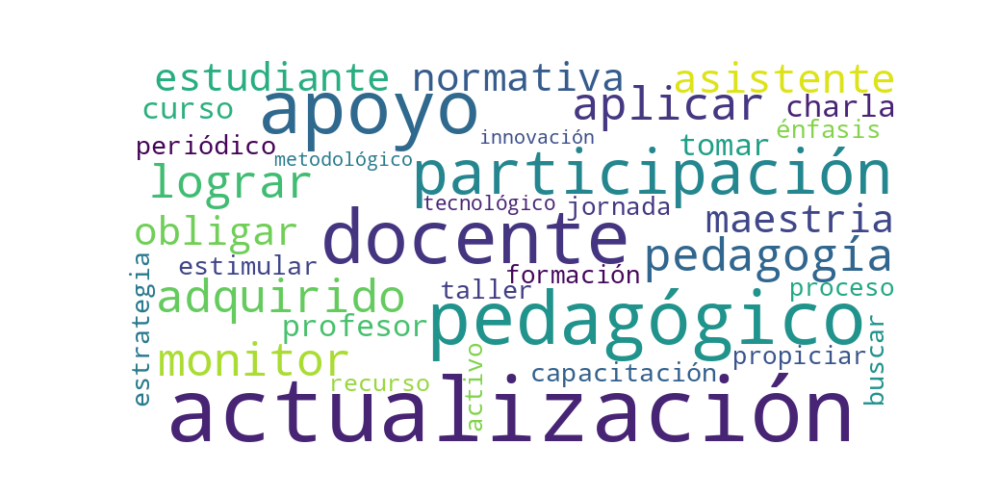 estudiante normativa asistente
curso apoyo aplicar charla
periódico innovación énfasis
metodológico tomar
lograr participación
tecnológico jornada
obligar docente maestria
estimular formación pedagogía
estrategia
adquirido taller proceso
profesor pedagógico
monitor propiciar
buscar
recurso activo capacitación
actualización